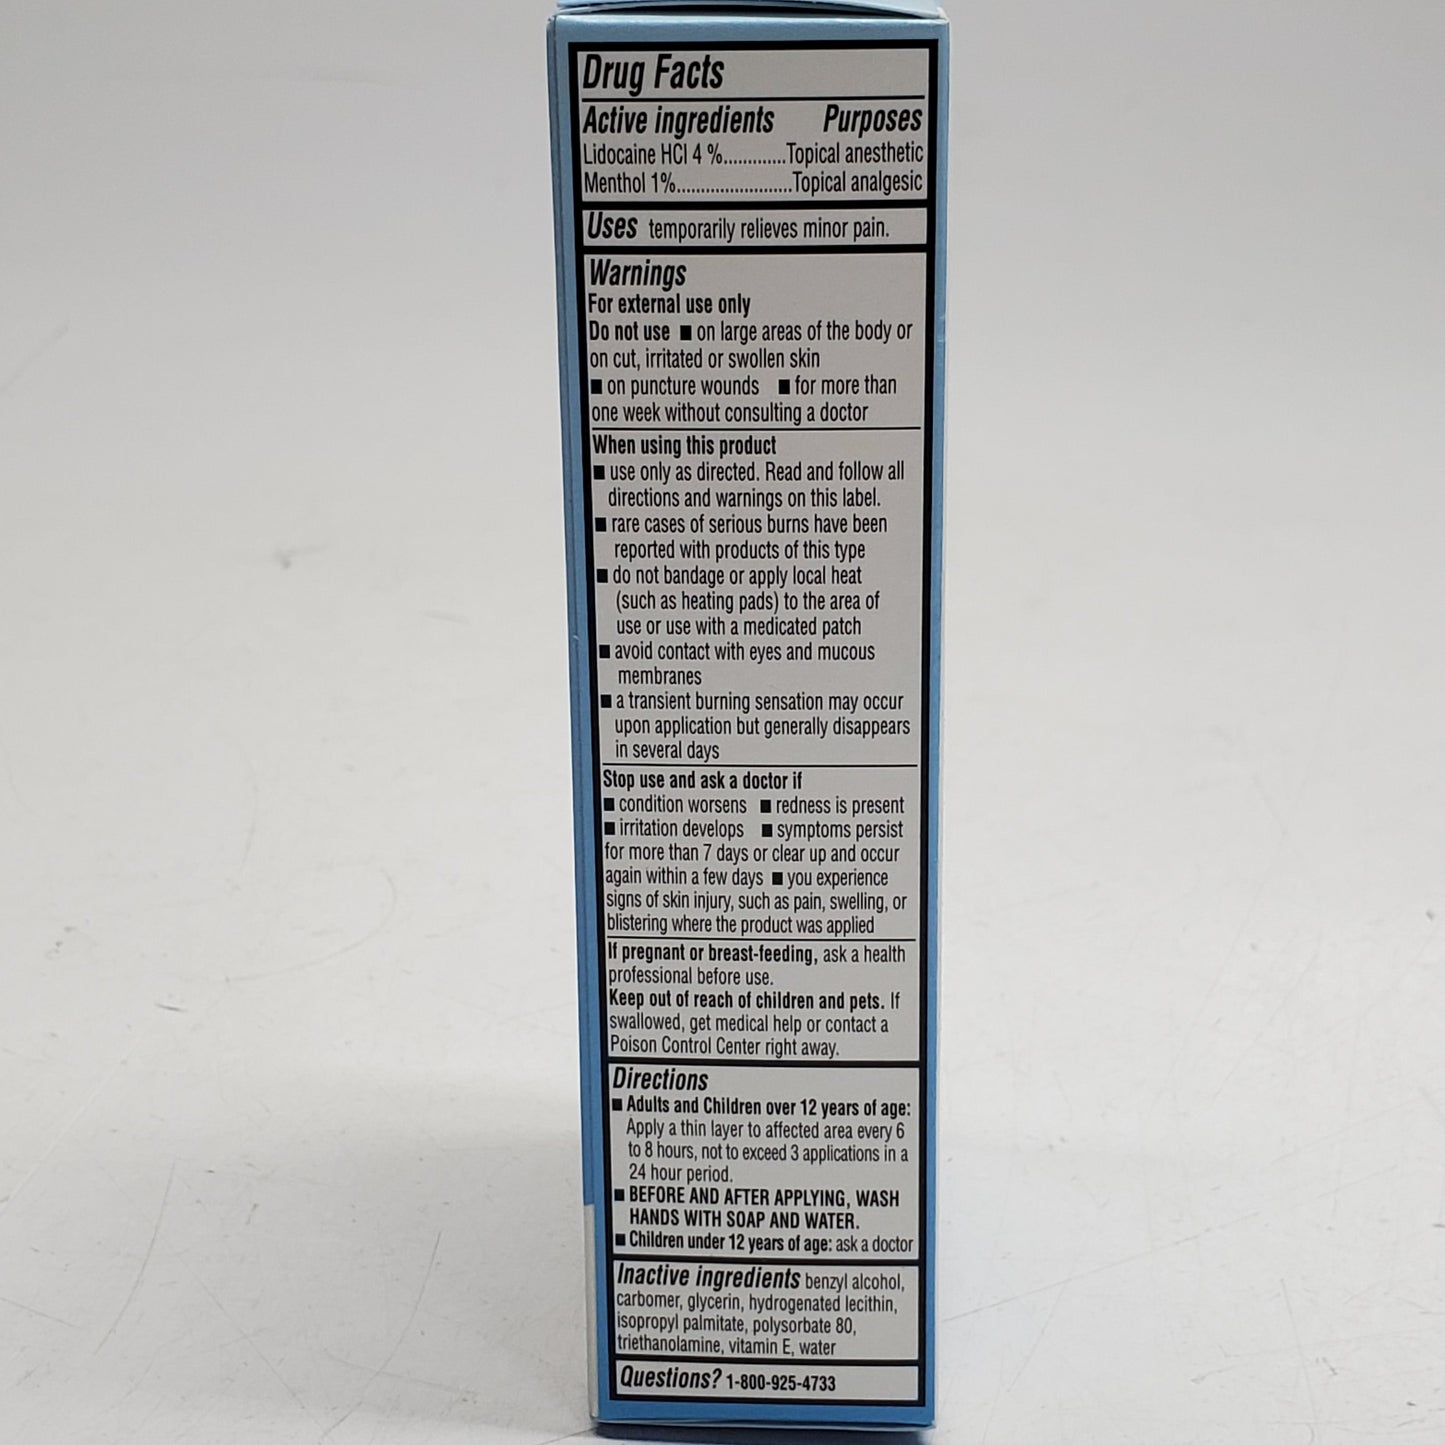 Drug Facts
Active ingredients Purposes
Lidocaine HCl 4 %.............Topical anesthetic
Menthol 1%........................Topical analgesic
Uses temporarily relieves minor pain.
Warnings
For external use only
Do not use ■ on large areas of the body or
on cut, irritated or swollen skin
■ on puncture wounds ■ for more than
one week without consulting a doctor
When using this product
■ use only as directed. Read and follow all
directions and warnings on this label.
■ rare cases of serious burns have been
reported with products of this type
■ do not bandage or apply local heat
(such as heating pads) to the area of
use or use with a medicated patch
■ avoid contact with eyes and mucous
membranes
■ a transient burning sensation may occur
upon application but generally disappears
in several days
Stop use and ask a doctor if
■ condition worsens ■ redness is present
■ irritation develops ■ symptoms persist
for more than 7 days or clear up and occur
again within a few days ■ you experience
signs of skin injury, such as pain, swelling, or
blistering where the product was applied
If pregnant or breast-feeding, ask a health
professional before use.
Keep out of reach of children and pets. If
swallowed, get medical help or contact a
Poison Control Center right away.
Directions
■ Adults and Children over 12 years of age:
Apply a thin layer to affected area every 6
to 8 hours, not to exceed 3 applications in a
24 hour period.
■ BEFORE AND AFTER APPLYING, WASH
HANDS WITH SOAP AND WATER.
■ Children under 12 years of age: ask a doctor
Inactive ingredients benzyl alcohol,
carbomer, glycerin, hydrogenated lecithin,
isopropyl palmitate, polysorbate 80,
triethanolamine, vitamin E, water
Questions? 1-800-925-4733